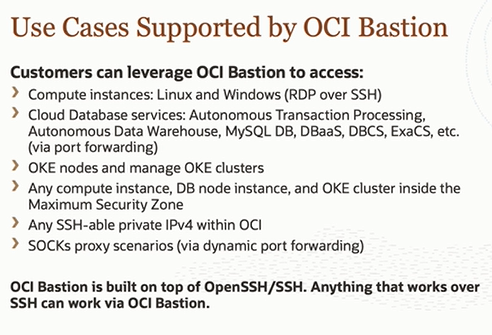 Use Cases Supported by OCI Bastion
Customers can leverage OCI Bastion to access:
Compute instances: Linux and Windows (RDP over SSH)
Cloud Database services: Autonomous Transaction Processing,
Autonomous Data Warehouse, MySQL DB, DBaaS, DBCS, ExaCS, etc.
(via port forwarding)
OKE nodes and manage OKE clusters
Any compute instance, DB node instance, and OKE cluster inside the
Maximum Security Zone
Any SSH-able private IPv4 within OCI
SOCKs proxy scenarios (via dynamic port forwarding)
OCI Bastion is built on top of OpenSSH/SSH. Anything that works over
SSH can work via OCI Bastion.